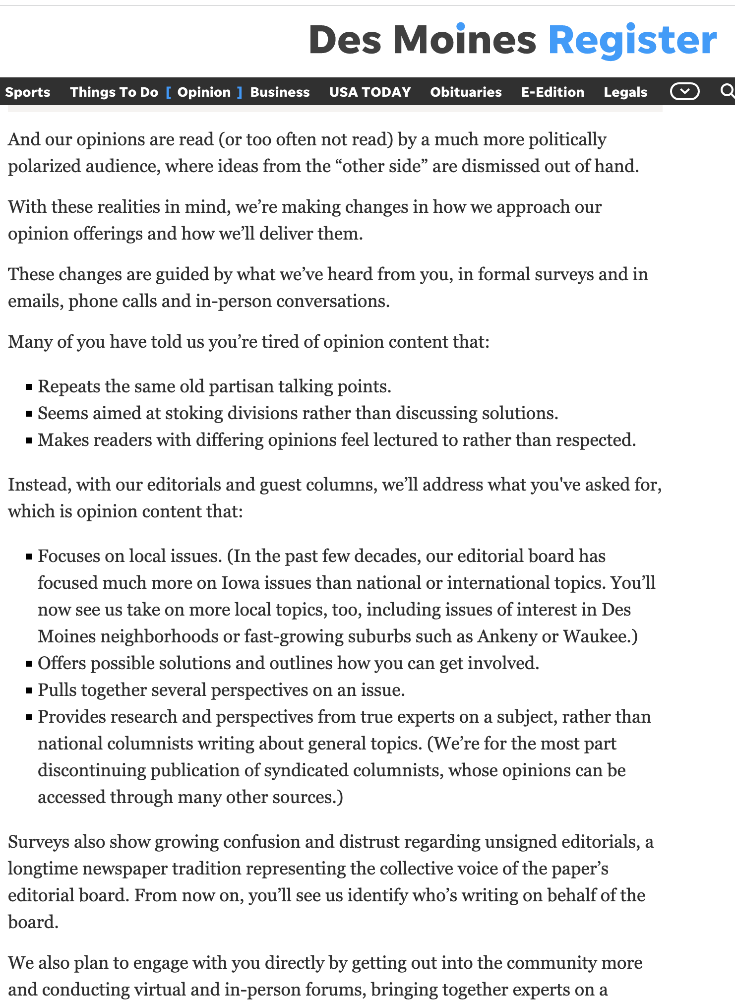 Des Moines Register
Sports Things To Do [ Opinion ] Business USA TODAY Obituaries E-Edition Legals
And our opinions are read (or too often not read) by a much more politically
polarized audience, where ideas from the “other side” are dismissed out of hand.
With these realities in mind, we’re making changes in how we approach our
opinion offerings and how we’ll deliver them.
These changes are guided by what we’ve heard from you, in formal surveys and in
emails, phone calls and in-person conversations.
Many of you have told us you’re tired of opinion content that:
▪ Repeats the same old partisan talking points.
▪ Seems aimed at stoking divisions rather than discussing solutions.
▪ Makes readers with differing opinions feel lectured to rather than respected.
Instead, with our editorials and guest columns, we’ll address what you've asked for,
which is opinion content that:
▪ Focuses on local issues. (In the past few decades, our editorial board has
focused much more on Iowa issues than national or international topics. You’ll
now see us take on more local topics, too, including issues of interest in Des
Moines neighborhoods or fast-growing suburbs such as Ankeny or Waukee.)
▪ Offers possible solutions and outlines how you can get involved.
▪ Pulls together several perspectives on an issue.
▪ Provides research and perspectives from true experts on a subject, rather than
national columnists writing about general topics. (We’re for the most part
discontinuing publication of syndicated columnists, whose opinions can be
accessed through many other sources.)
Surveys also show growing confusion and distrust regarding unsigned editorials, a
longtime newspaper tradition representing the collective voice of the paper’s
editorial board. From now on, you’ll see us identify who’s writing on behalf of the
board.
We also plan to engage with you directly by getting out into the community more
and conducting virtual and in-person forums, bringing together experts on a